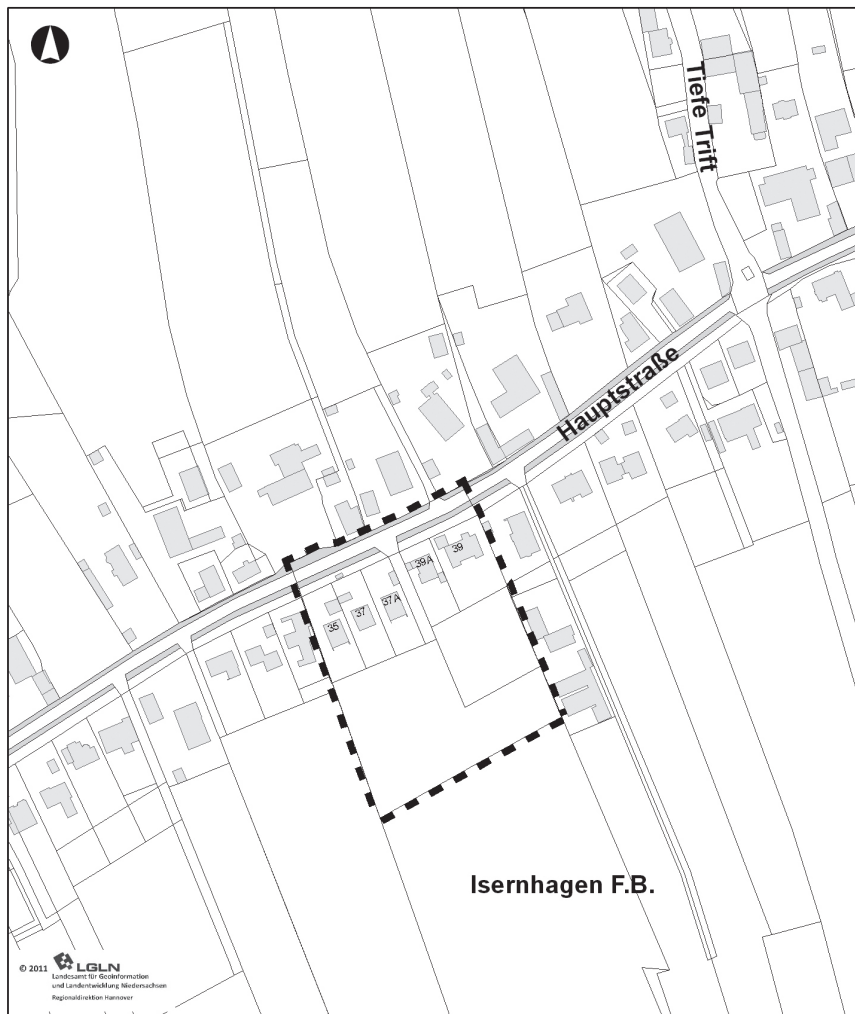 Tiefe Trift
Hauptstraße
39A
39
37A
37
35
Isernhagen F.B.
© 2011 LGLN
Landesamt für Geoinformation
und Landentwicklung Niedersachsen
Regionaldirektion Hannover